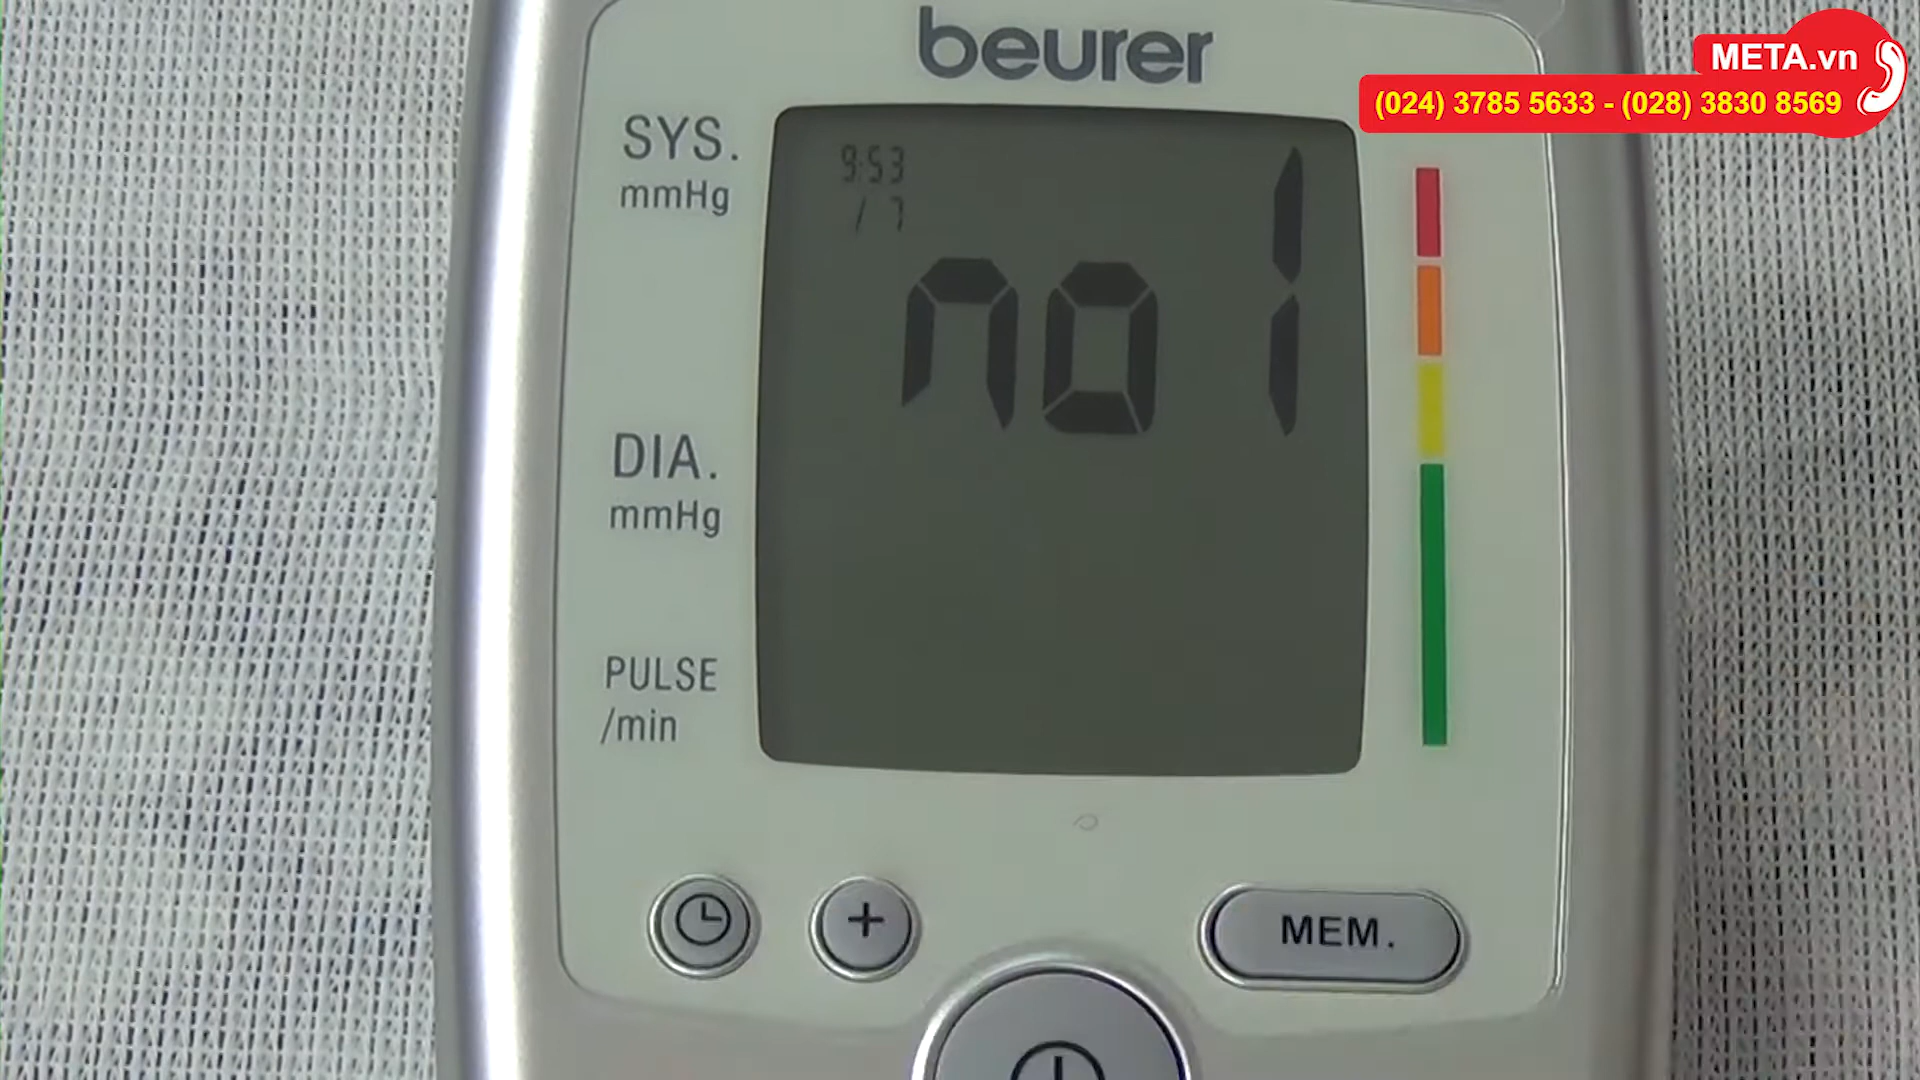 beurer
META.vn
(024) 3785 5633 - (028) 3830 8569
SYS.
mmHg
9:53
/ 7
no 1
DIA.
mmHg
PULSE
/min
+
MEM.